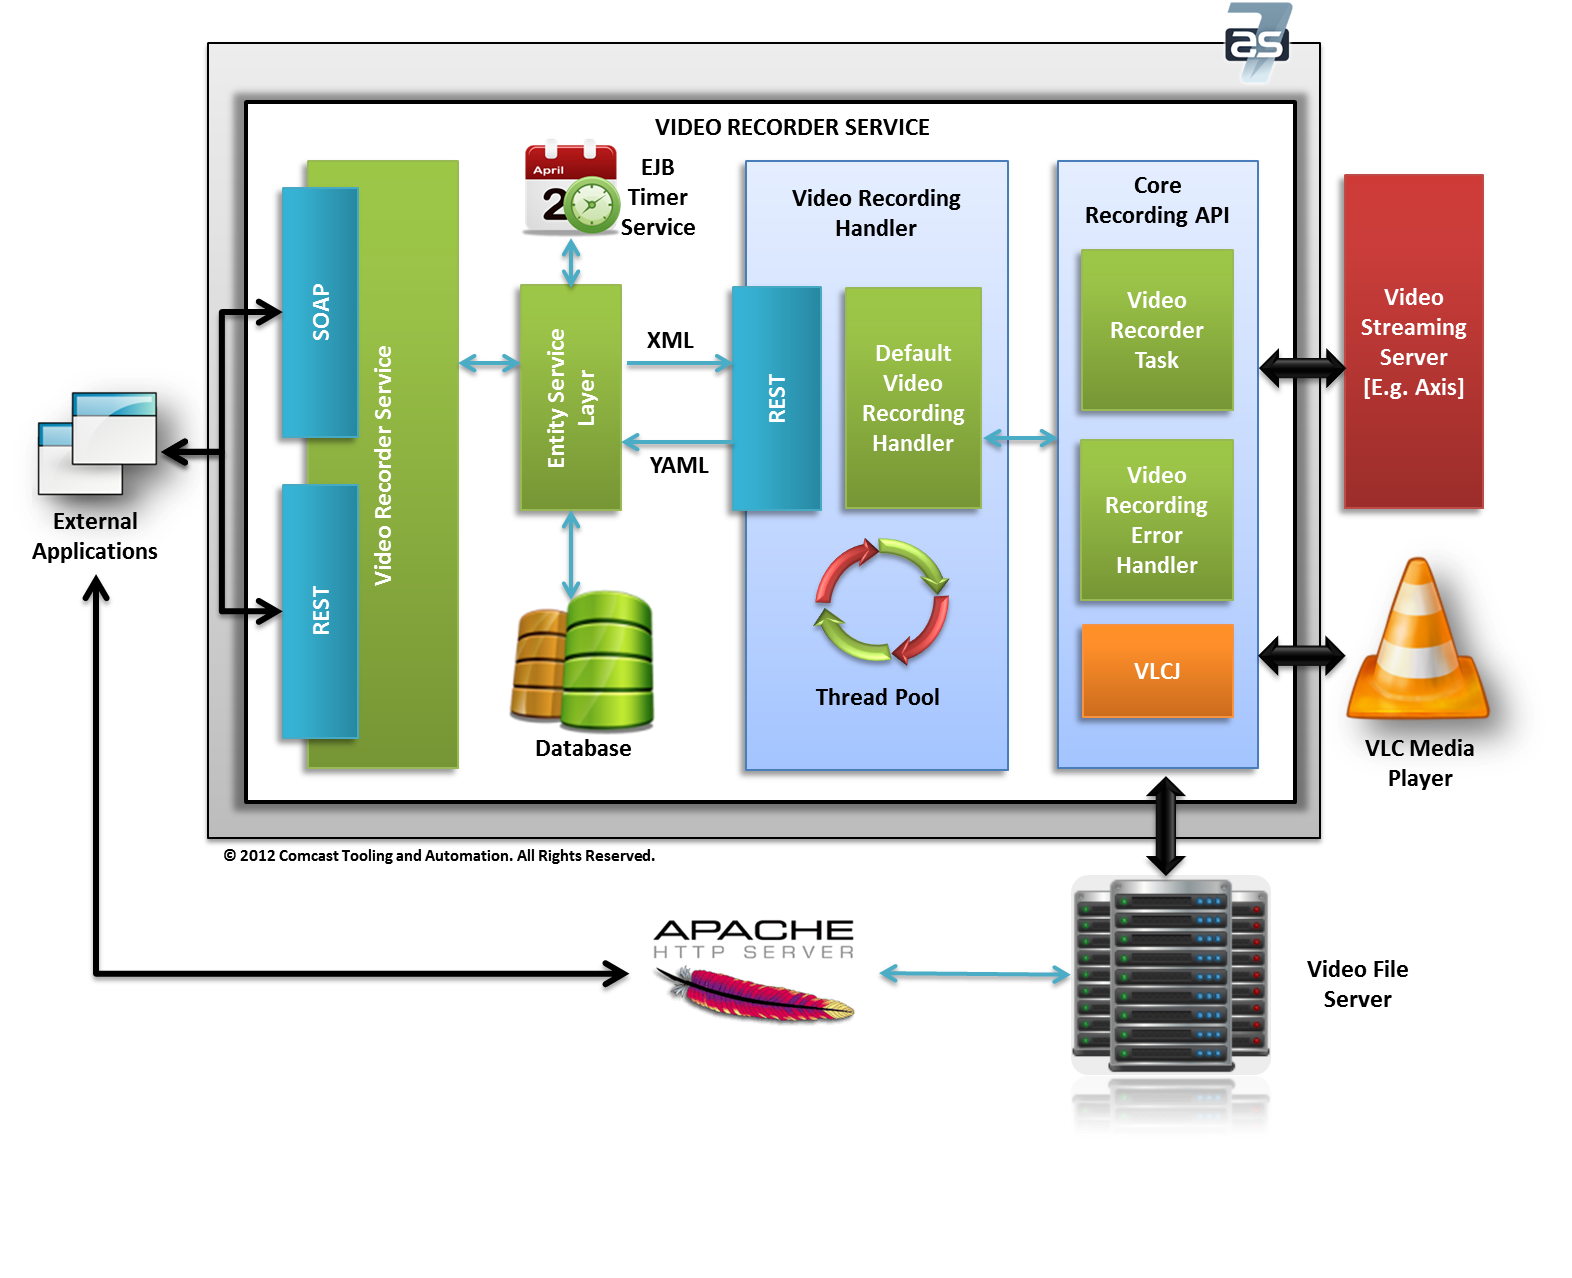 as
7
VIDEO RECORDER SERVICE
April
2
EJB
Timer
Service
SOAP
REST
Video Recorder Service
Entity Service
Layer
XML
YAML
Database
Video Recording
Handler
REST
Default
Video
Recording
Handler
Thread Pool
Core
Recording API
Video
Recorder
Task
Video
Recording
Error
Handler
VLCJ
Video
Streaming
Server
[E.g. Axis]
VLC Media
Player
External
Applications
© 2012 Comcast Tooling and Automation. All Rights Reserved.
APACHE
HTTP SERVER
Video File
Server